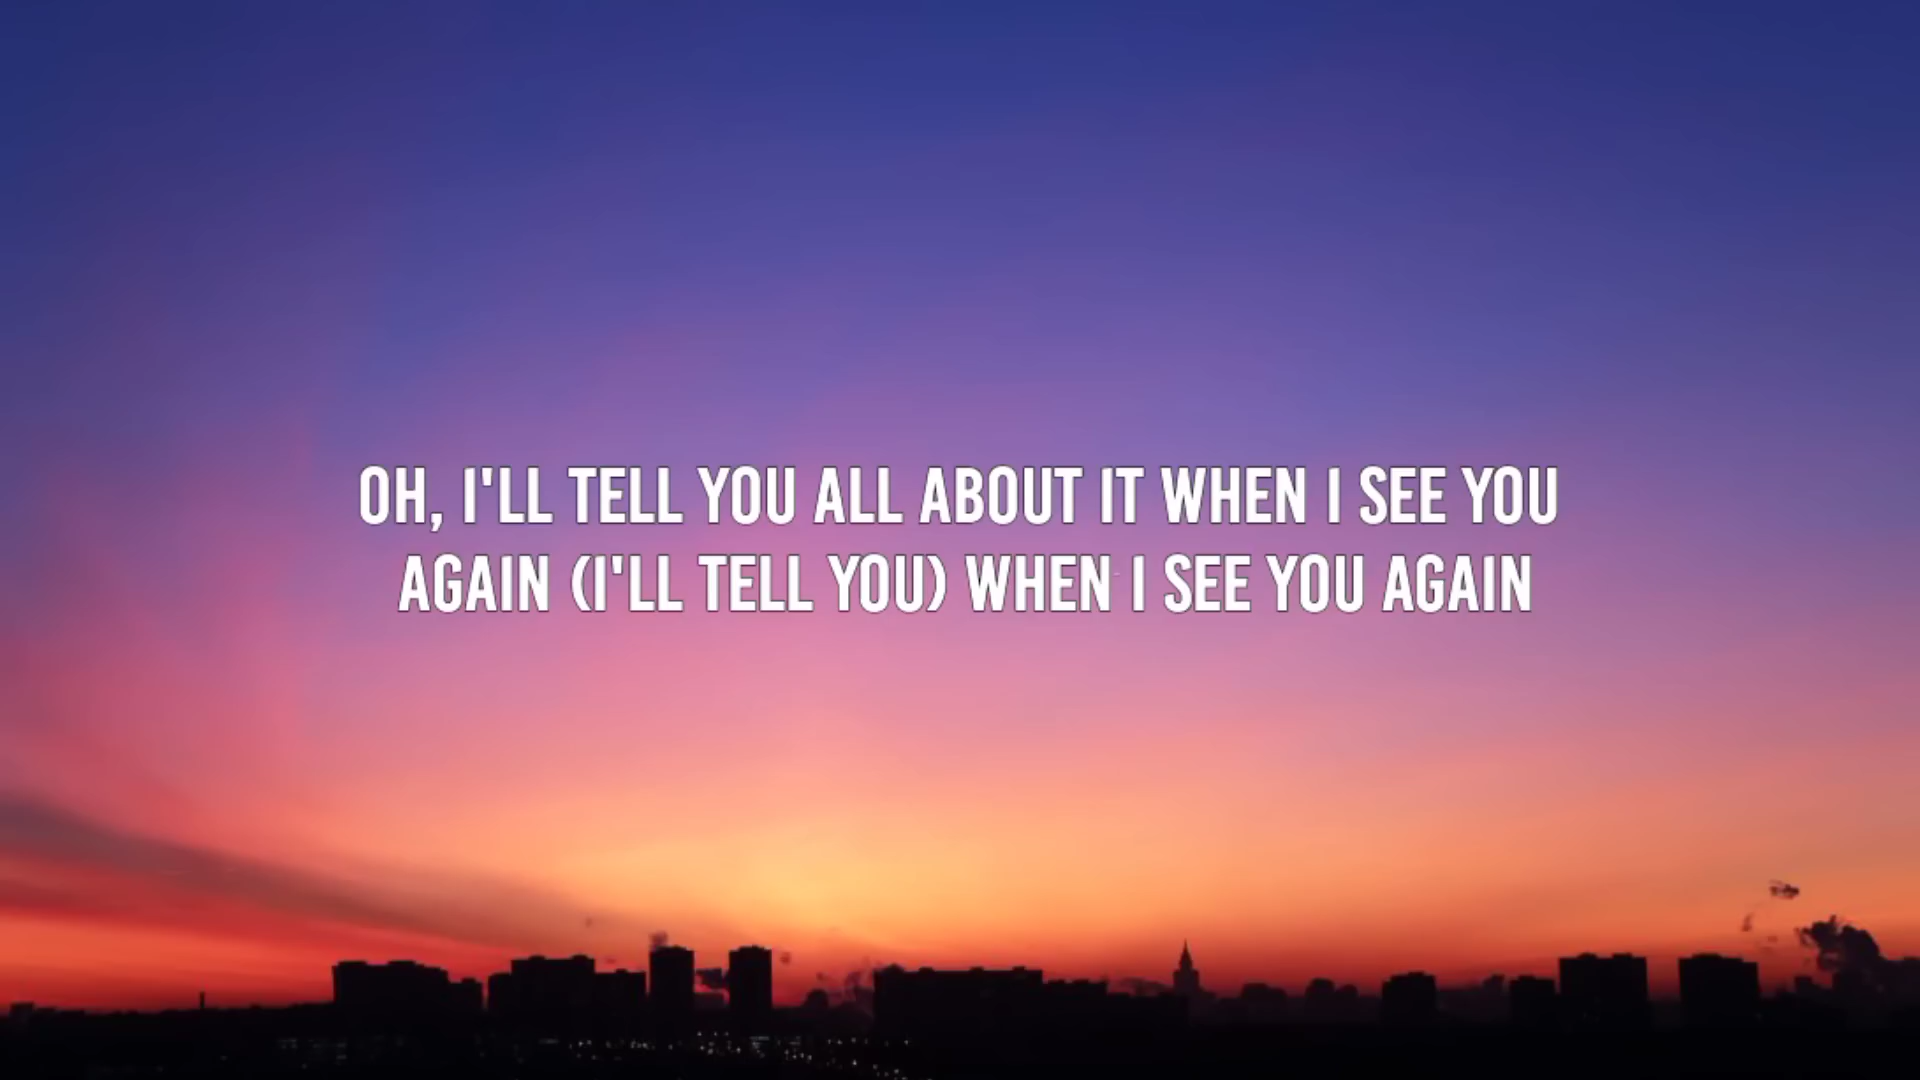 OH, I'LL TELL YOU ALL ABOUT IT WHEN I SEE YOU
AGAIN (I'LL TELL YOU) WHEN I SEE YOU AGAIN